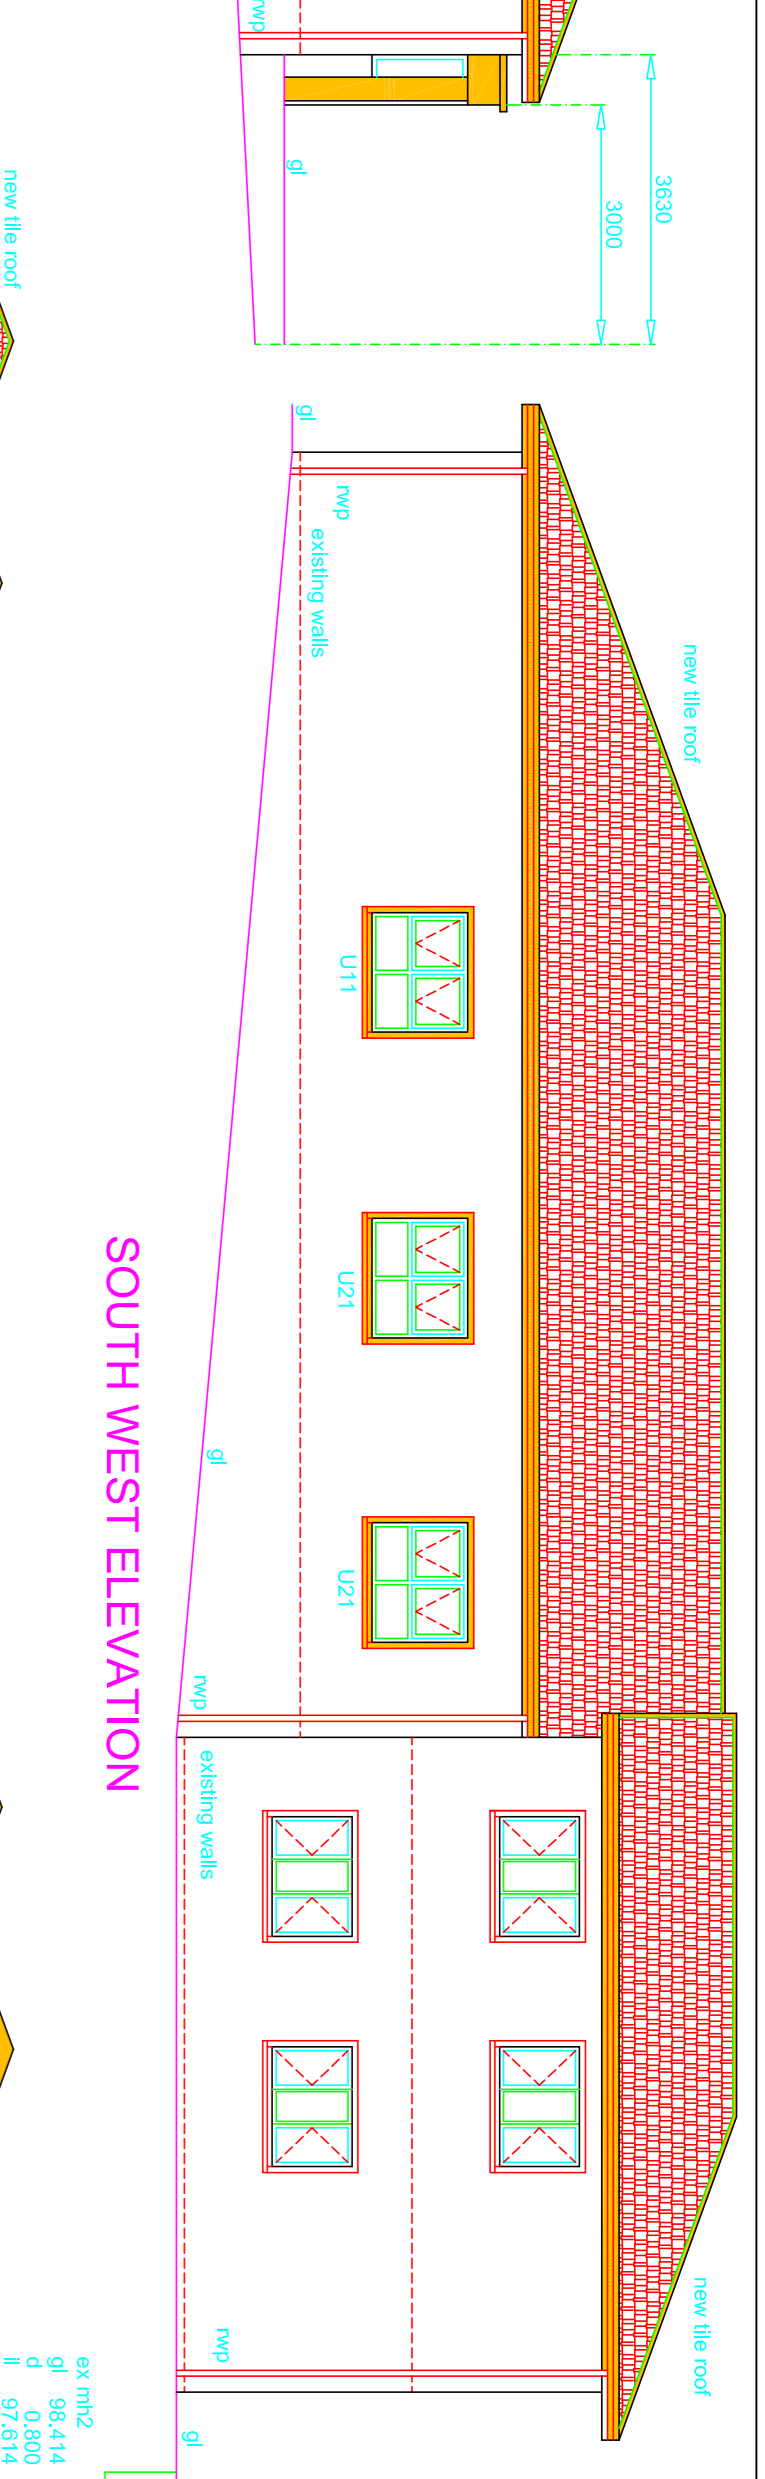 rwp
gl
3630
3000
new tile roof
gl
rwp
existing walls
new tile roof
U11
U21
U21
gl
SOUTH WEST ELEVATION
rwp
existing walls
new tile roof
rwp
gl
ex mh2
gl 98.414
d 0.800
il 97.614